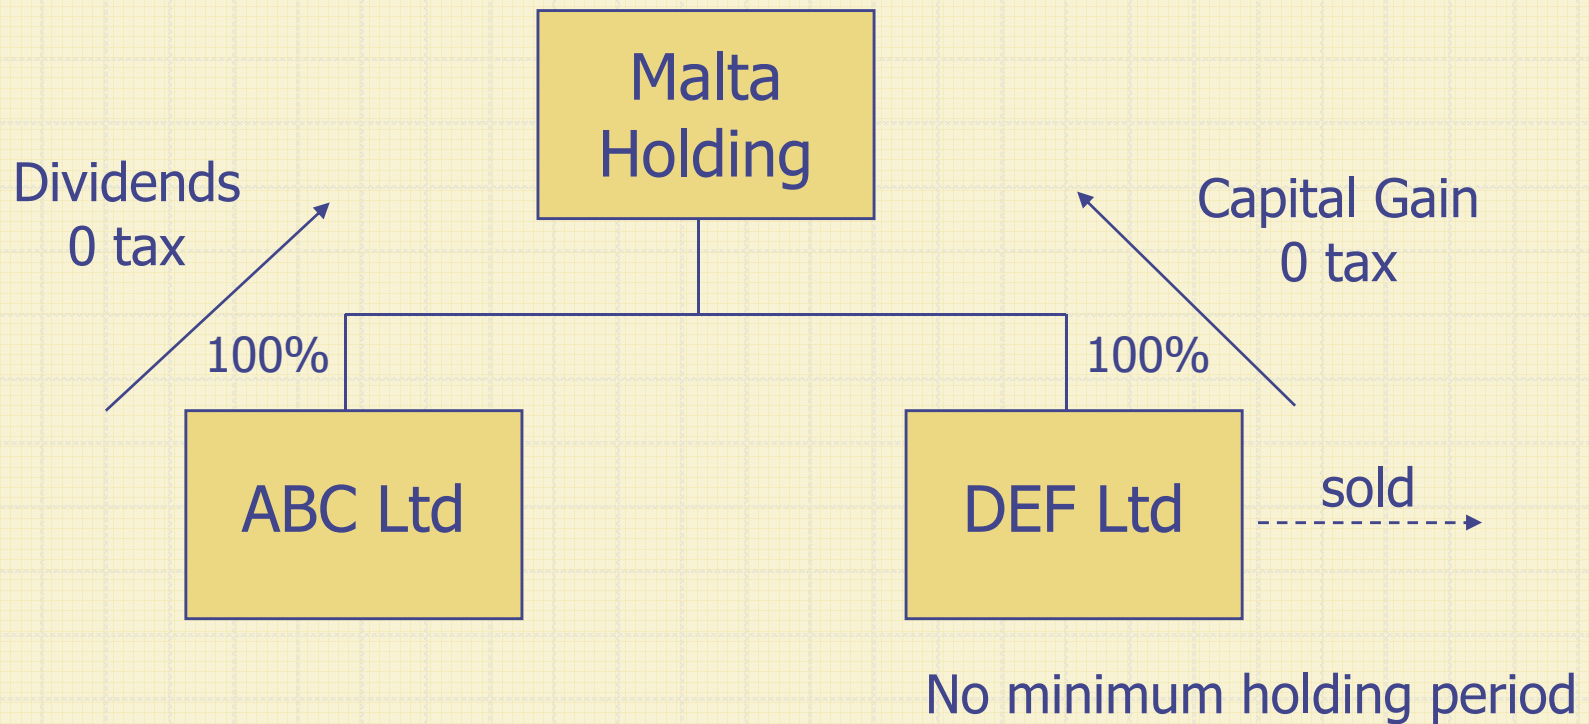 Malta
Holding
Dividends
0 tax
Capital Gain
0 tax
100%
100%
ABC Ltd
DEF Ltd
sold
No minimum holding period